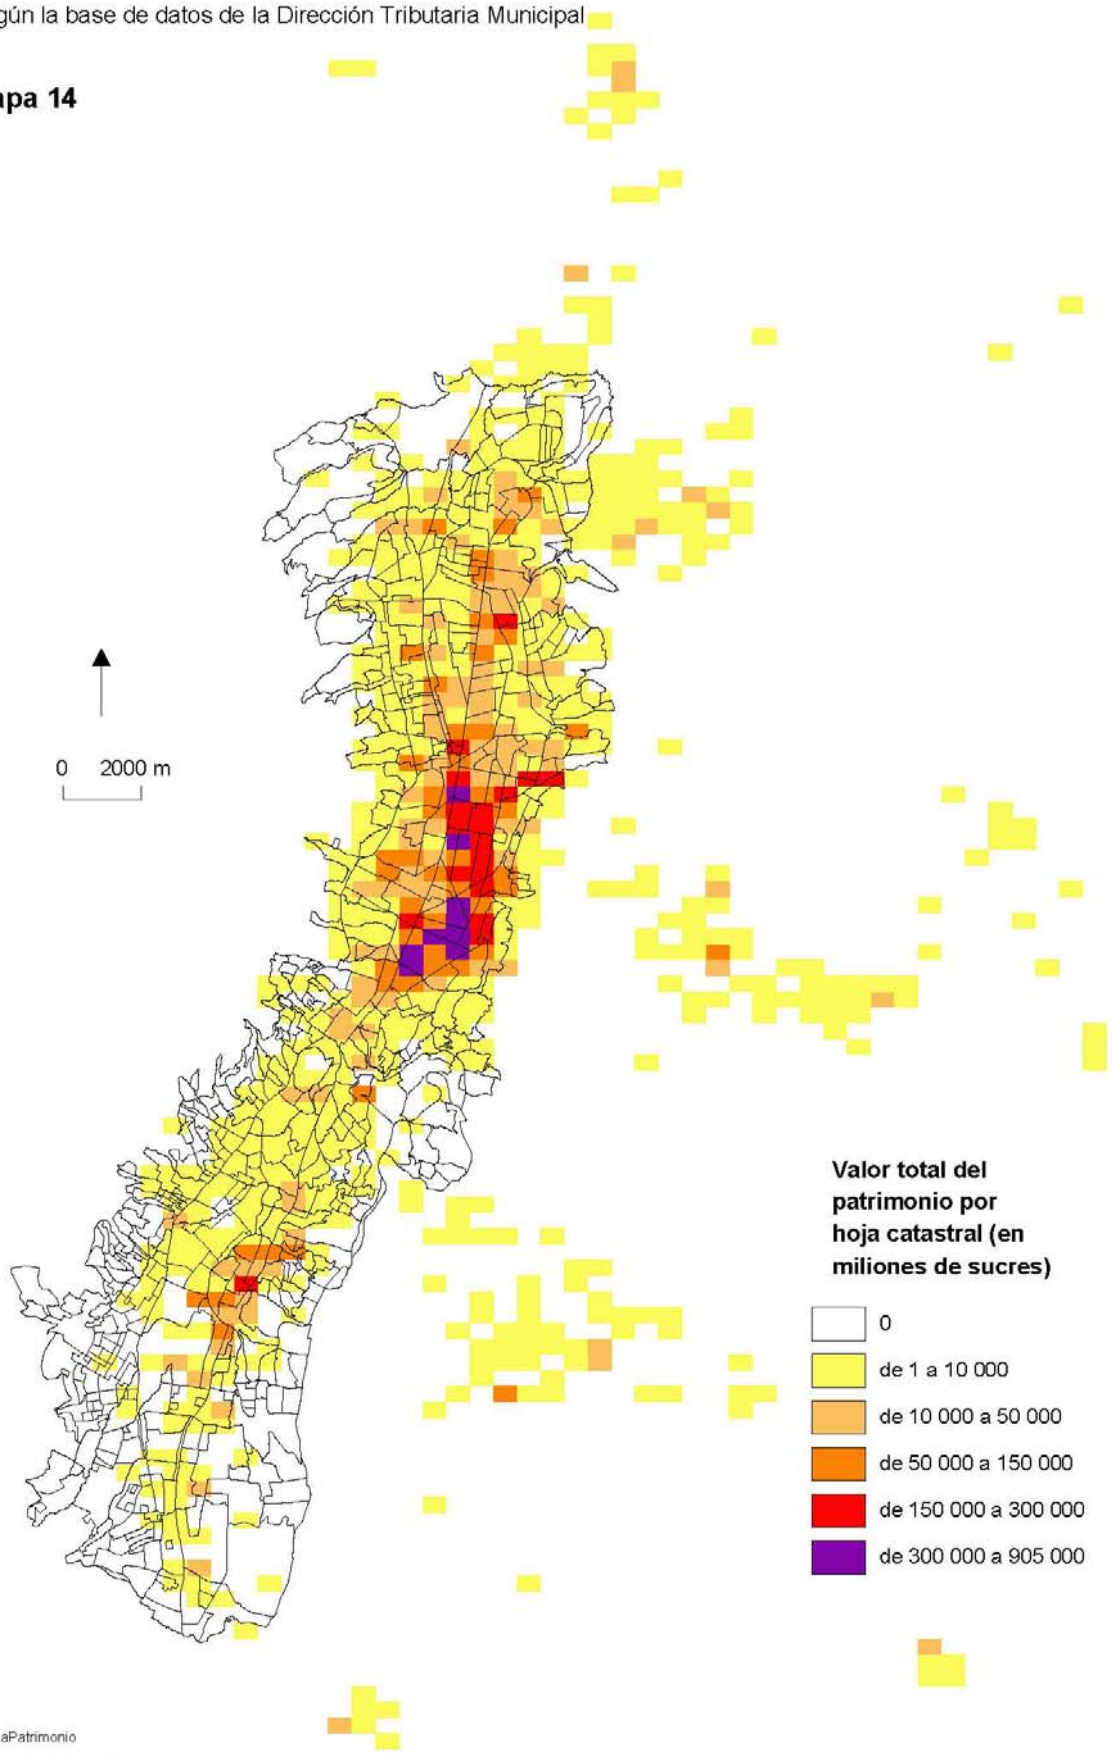 gún la base de datos de la Dirección Tributaria Municipal
apa 14
0 2000 m
Valor total del
patrimonio por
hoja catastral (en
miliones de sucres)
0
de 1 a 10 000
de 10 000 a 50 000
de 50 000 a 150 000
de 150 000 a 300 000
de 300 000 a 905 000
aPatrimonio